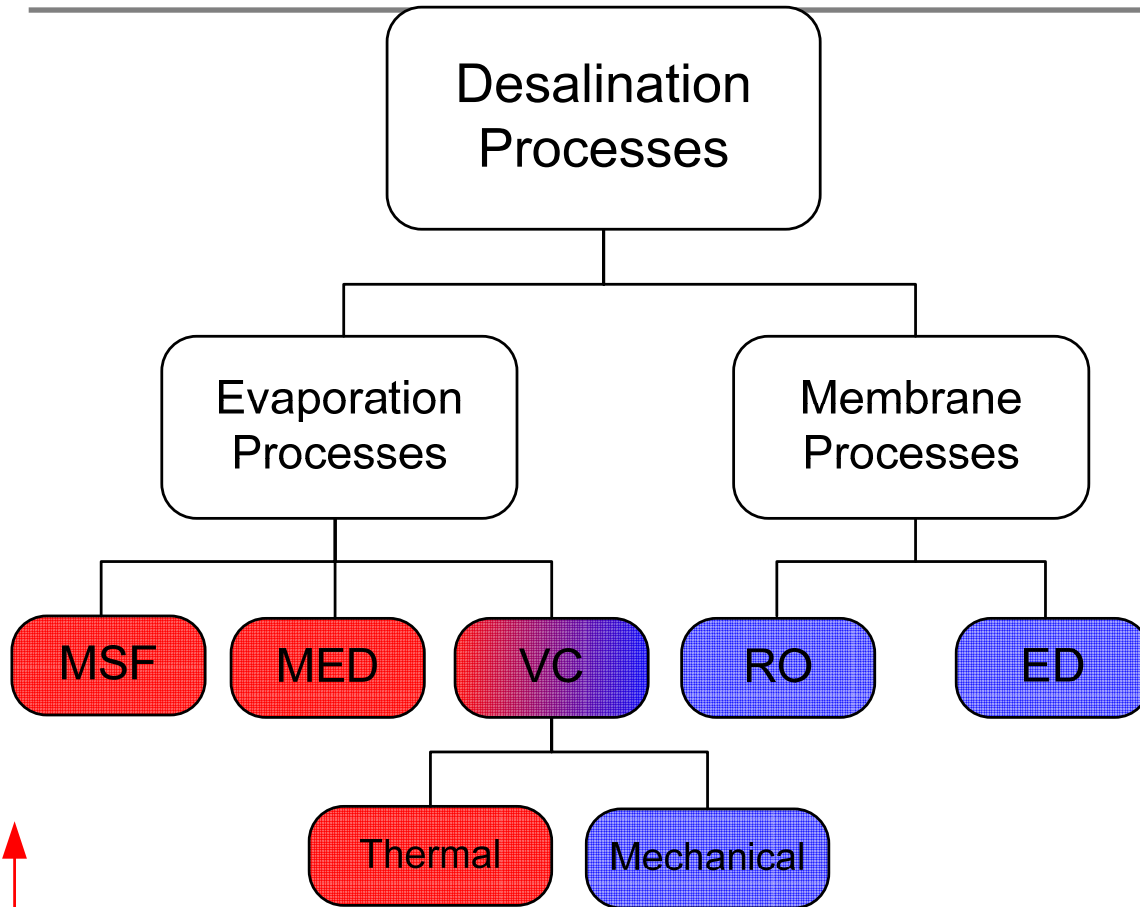 Desalination
Processes
Evaporation
Processes
Membrane
Processes
MSF
MED
VC
RO
ED
Thermal
Mechanical